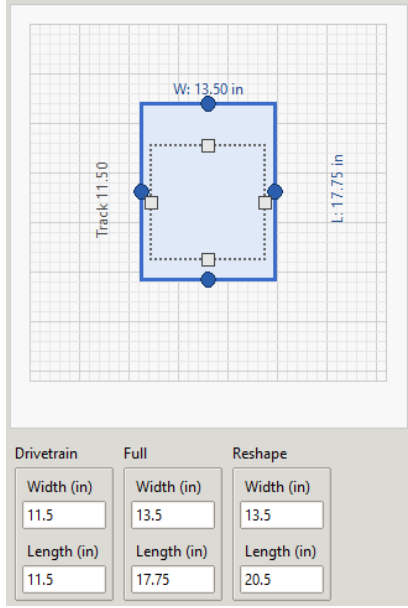 W: 13.50 in
Track 11.50
L: 17.75 in
Drivetrain
Full
Reshape
Width (in)
Width (in)
Width (in)
11.5
13.5
13.5
Length (in)
Length (in)
Length (in)
11.5
17.75
20.5